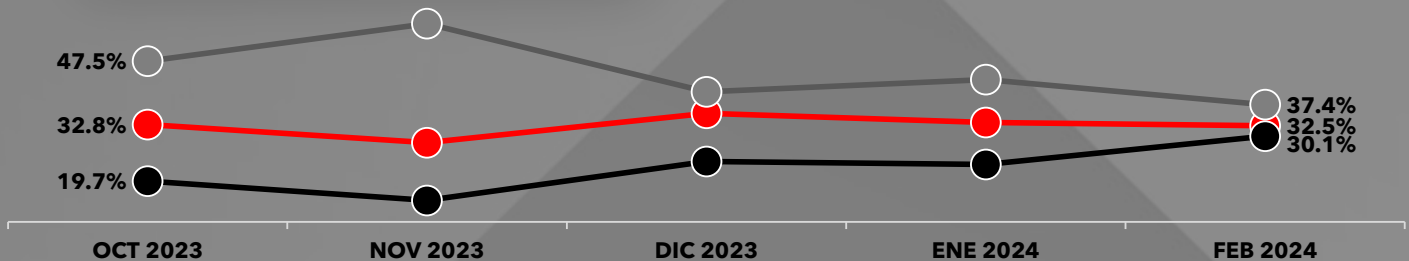 47.5%
32.8%
19.7%
37.4%
32.5%
30.1%
OCT 2023
NOV 2023
DIC 2023
ENE 2024
FEB 2024